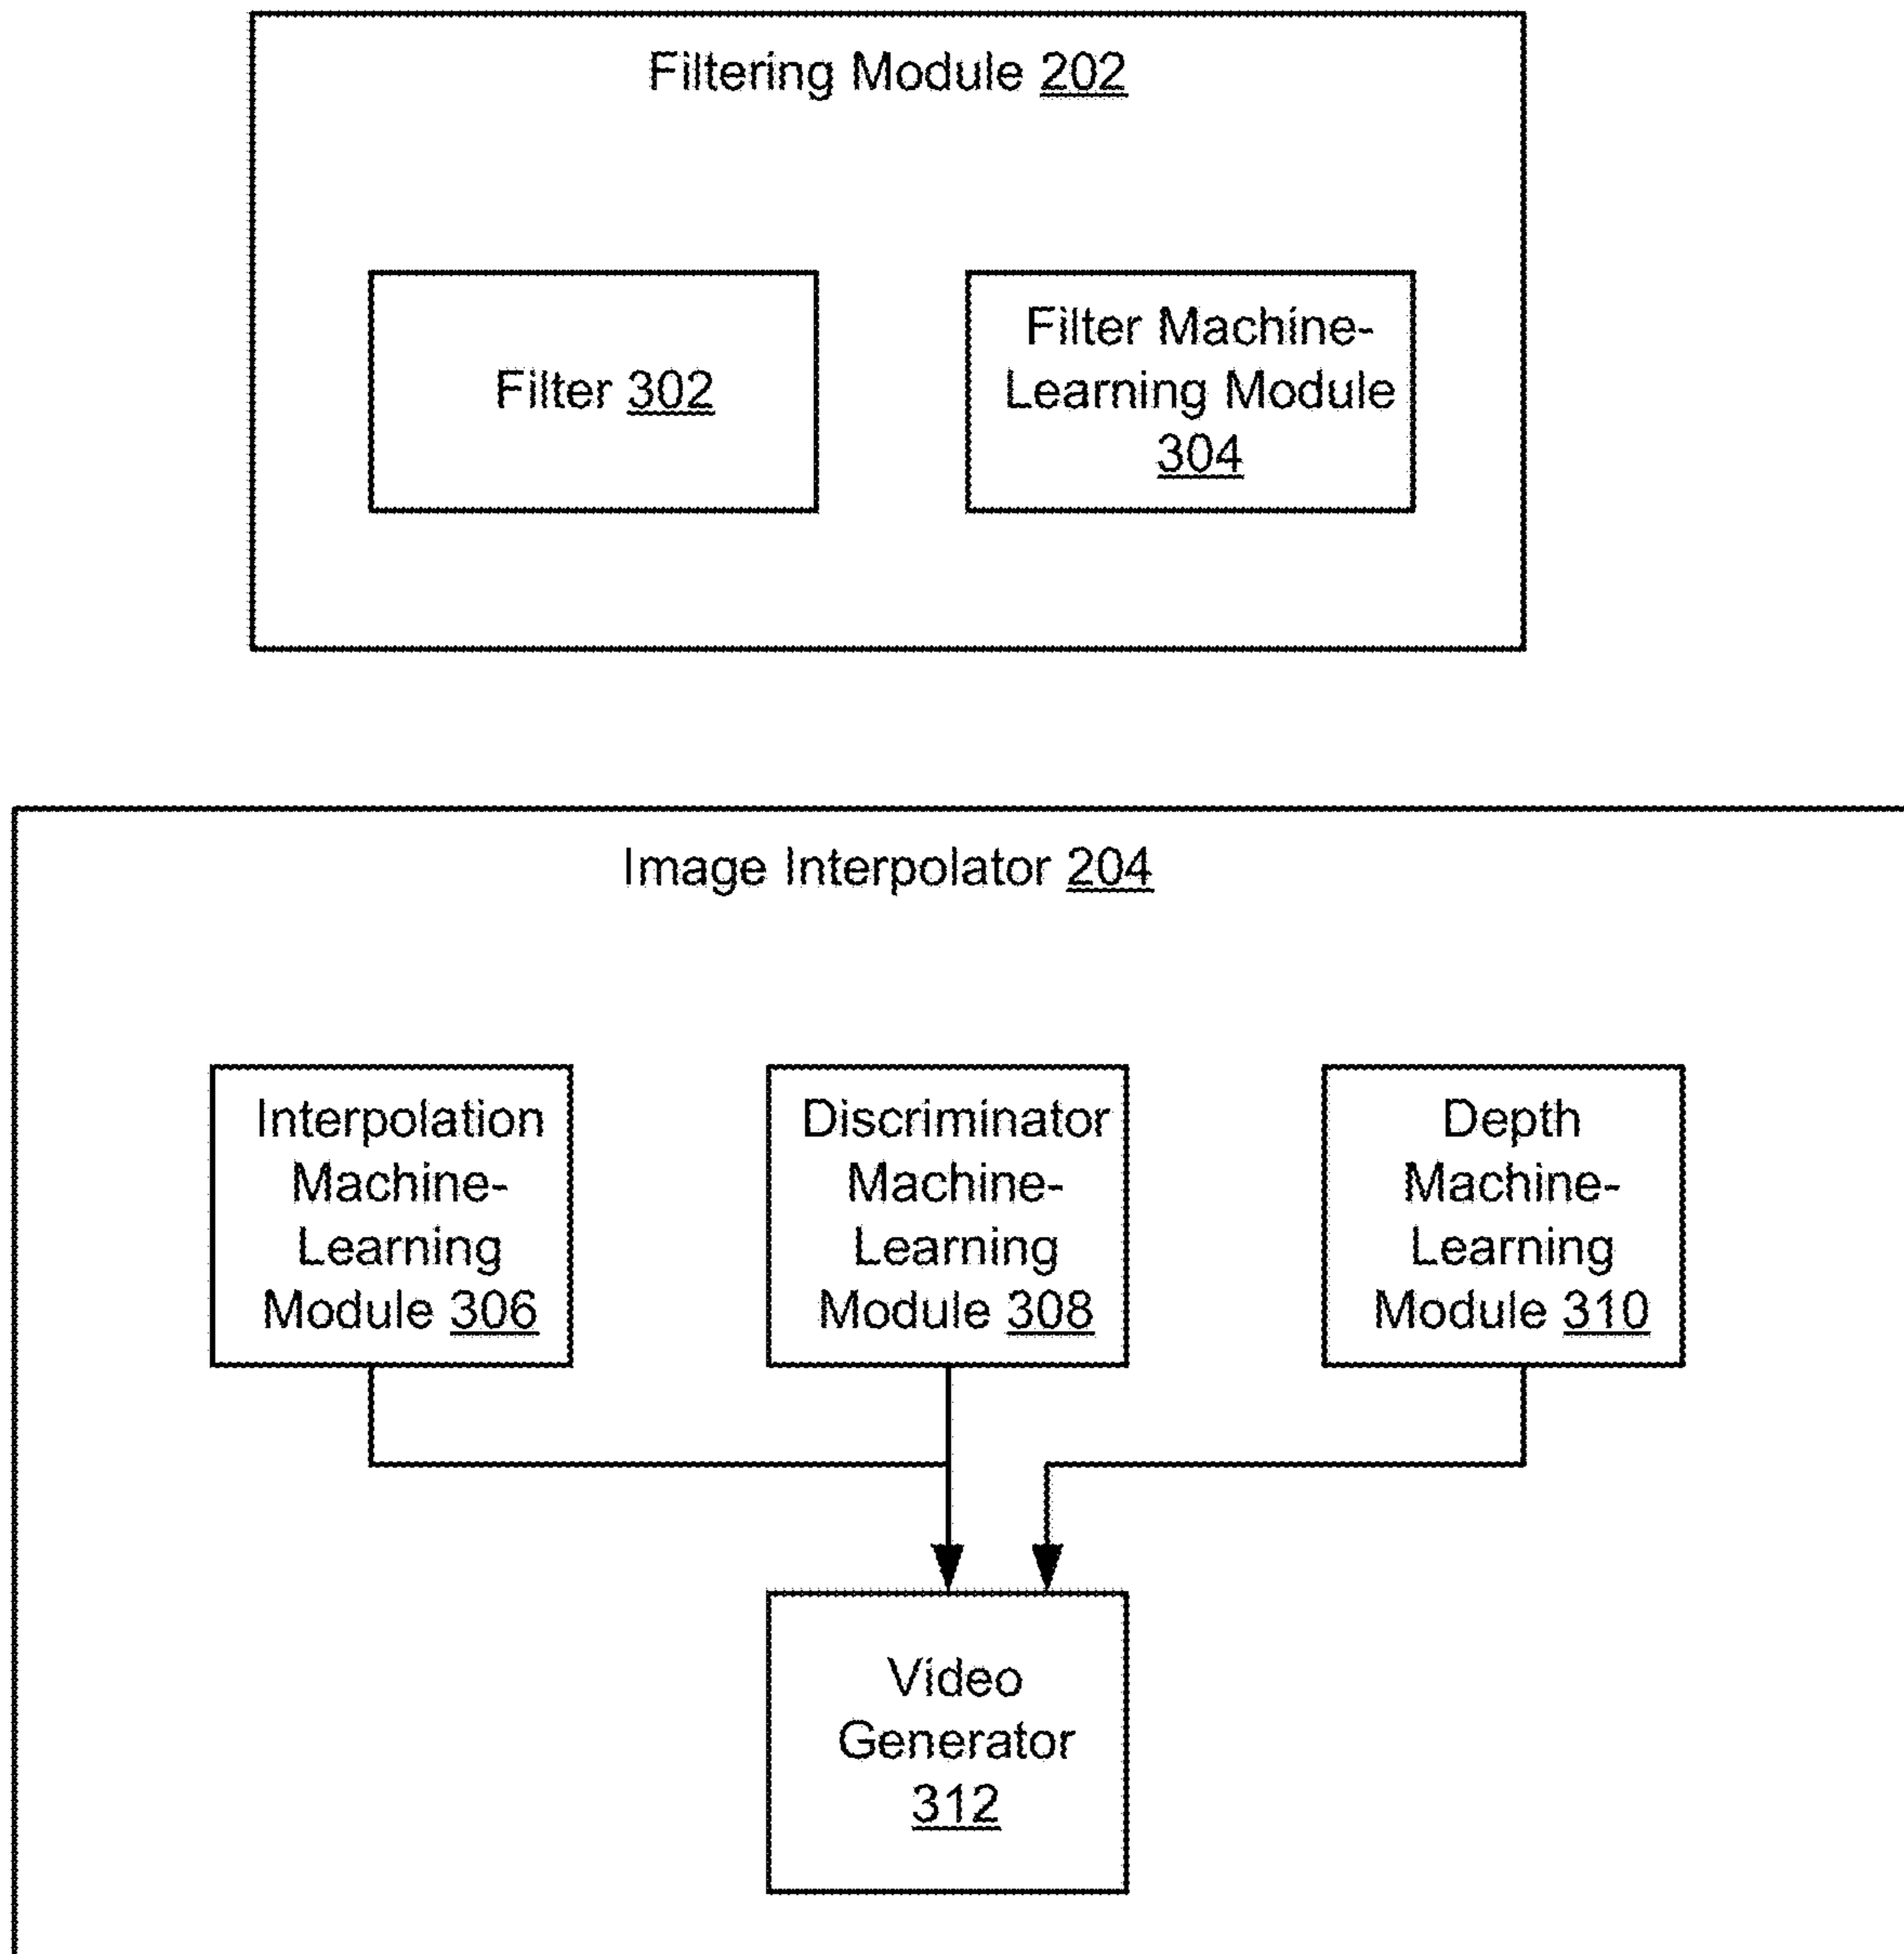 Filtering Module 202
Filter 302
Filter Machine-
Learning Module
304
Image Interpolator 204
Interpolation
Machine-
Learning
Module 306
Discriminator
Machine-
Learning
Module 308
Depth
Machine-
Learning
Module 310
Video
Generator
312